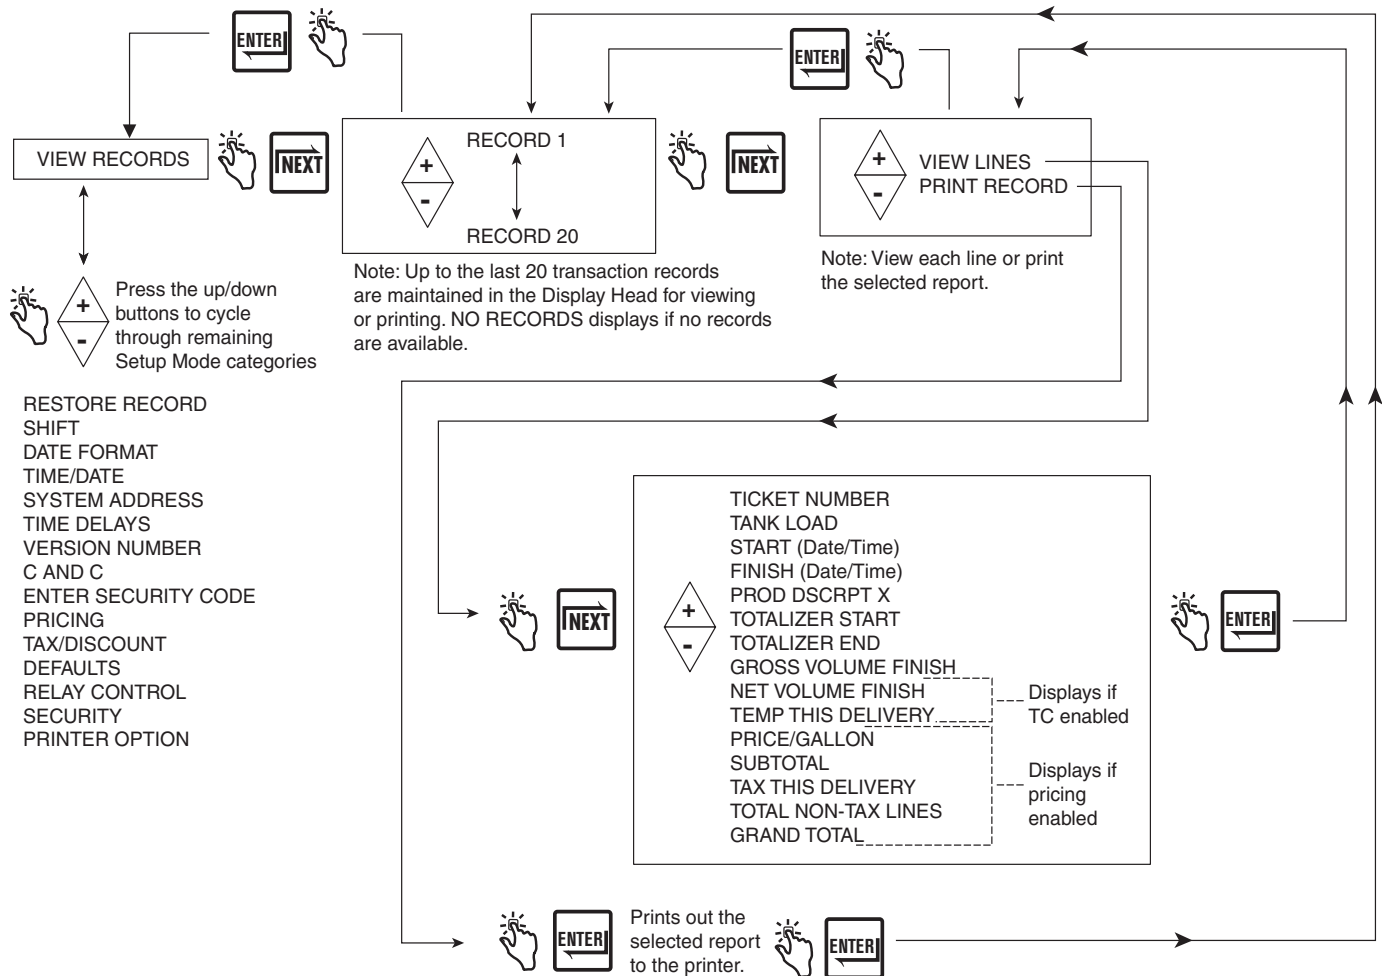 ENTER
ENTER
VIEW RECORDS
NEXT
+
-
RECORD 1
RECORD 20
NEXT
+
-
VIEW LINES
PRINT RECORD
Note: Up to the last 20 transaction records
are maintained in the Display Head for viewing
or printing. NO RECORDS displays if no records
are available.
Note: View each line or print
the selected report.
+
-
Press the up/down
buttons to cycle
through remaining
Setup Mode categories
RESTORE RECORD
SHIFT
DATE FORMAT
TIME/DATE
SYSTEM ADDRESS
TIME DELAYS
VERSION NUMBER
C AND C
ENTER SECURITY CODE
PRICING
TAX/DISCOUNT
DEFAULTS
RELAY CONTROL
SECURITY
PRINTER OPTION
NEXT
+
-
TICKET NUMBER
TANK LOAD
START (Date/Time)
FINISH (Date/Time)
PROD DSCRPT X
TOTALIZER START
TOTALIZER END
GROSS VOLUME FINISH
NET VOLUME FINISH
TEMP THIS DELIVERY
PRICE/GALLON
SUBTOTAL
TAX THIS DELIVERY
TOTAL NON-TAX LINES
GRAND TOTAL
Displays if
TC enabled
Displays if
pricing
enabled
ENTER
ENTER
Prints out the
selected report
to the printer.
ENTER